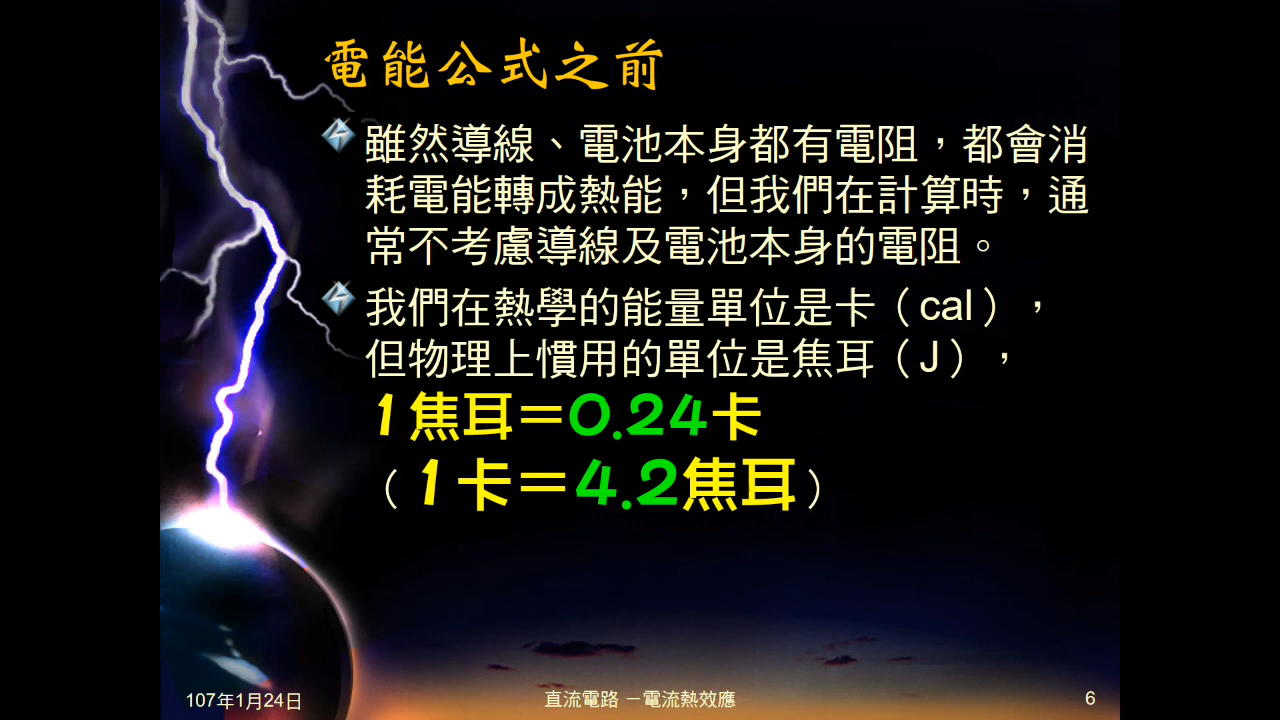 電能公式之前
雖然導線、電池本身都有電阻，都會消
耗電能轉成熱能，但我們在計算時，通
常不考慮導線及電池本身的電阻。
我們在熱學的能量單位是卡（cal），
但物理上慣用的單位是焦耳（J），
1焦耳＝0.24卡
（1卡＝4.2焦耳）
107年1月24日
直流電路 －電流熱效應
6